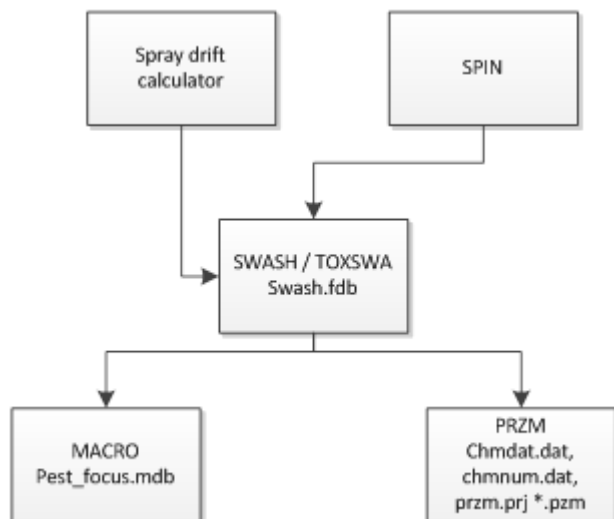 Spray drift
calculator
SPIN
SWASH / TOXSWA
Swash.fdb
MACRO
Pest_focus.mdb
PRZM
Chmdat.dat,
chmnum.dat,
przm.prj *.pzm